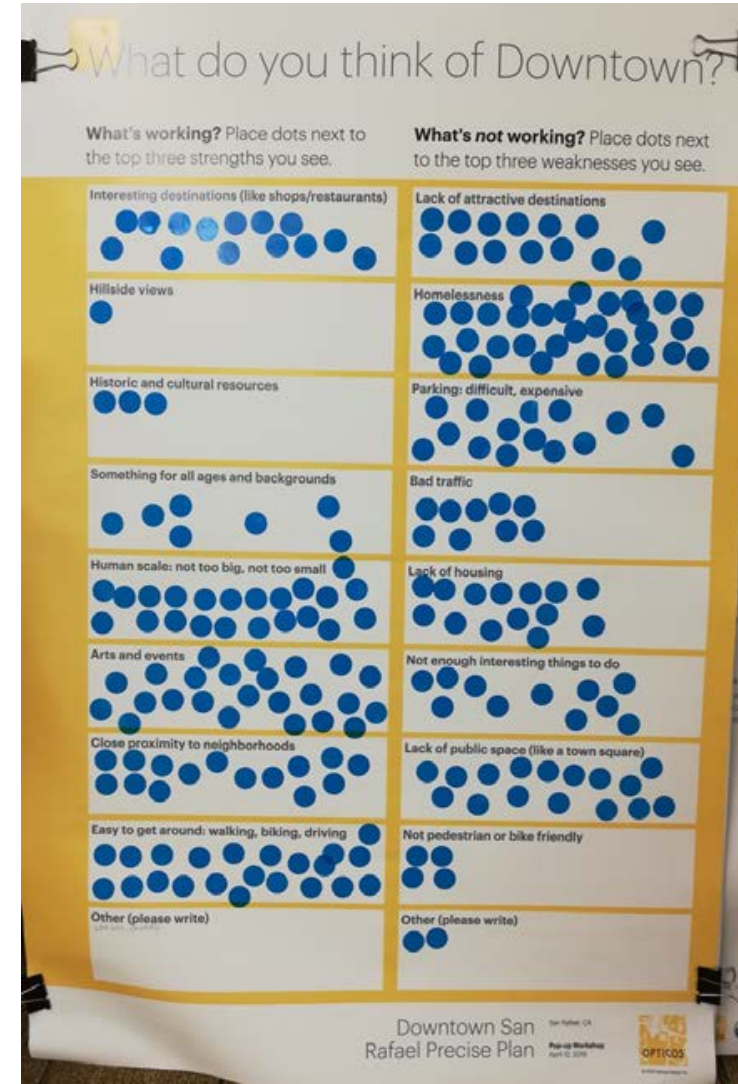 What do you think of Downtown?
What's working? Place dots next to
the top three strengths you see.
Interesting destinations (like shops/restaurants)
Hillside views
Historic and cultural resources
Something for all ages and backgrounds
Human scale: not too big, not too small
Arts and events
Close proximity to neighborhoods
Easy to get around: walking, biking, driving
Other (please write)
What's not working? Place dots next
to the top three weaknesses you see.
Lack of attractive destinations
Homelessness
Parking: difficult, expensive
Bad traffic
Lack of housing
Not enough interesting things to do
Lack of public space (like a town square)
Not pedestrian or bike friendly
Other (please write)
Downtown San
Rafael Precise Plan
San Rafael, CA
Pop-up Workshop
OPTICOS